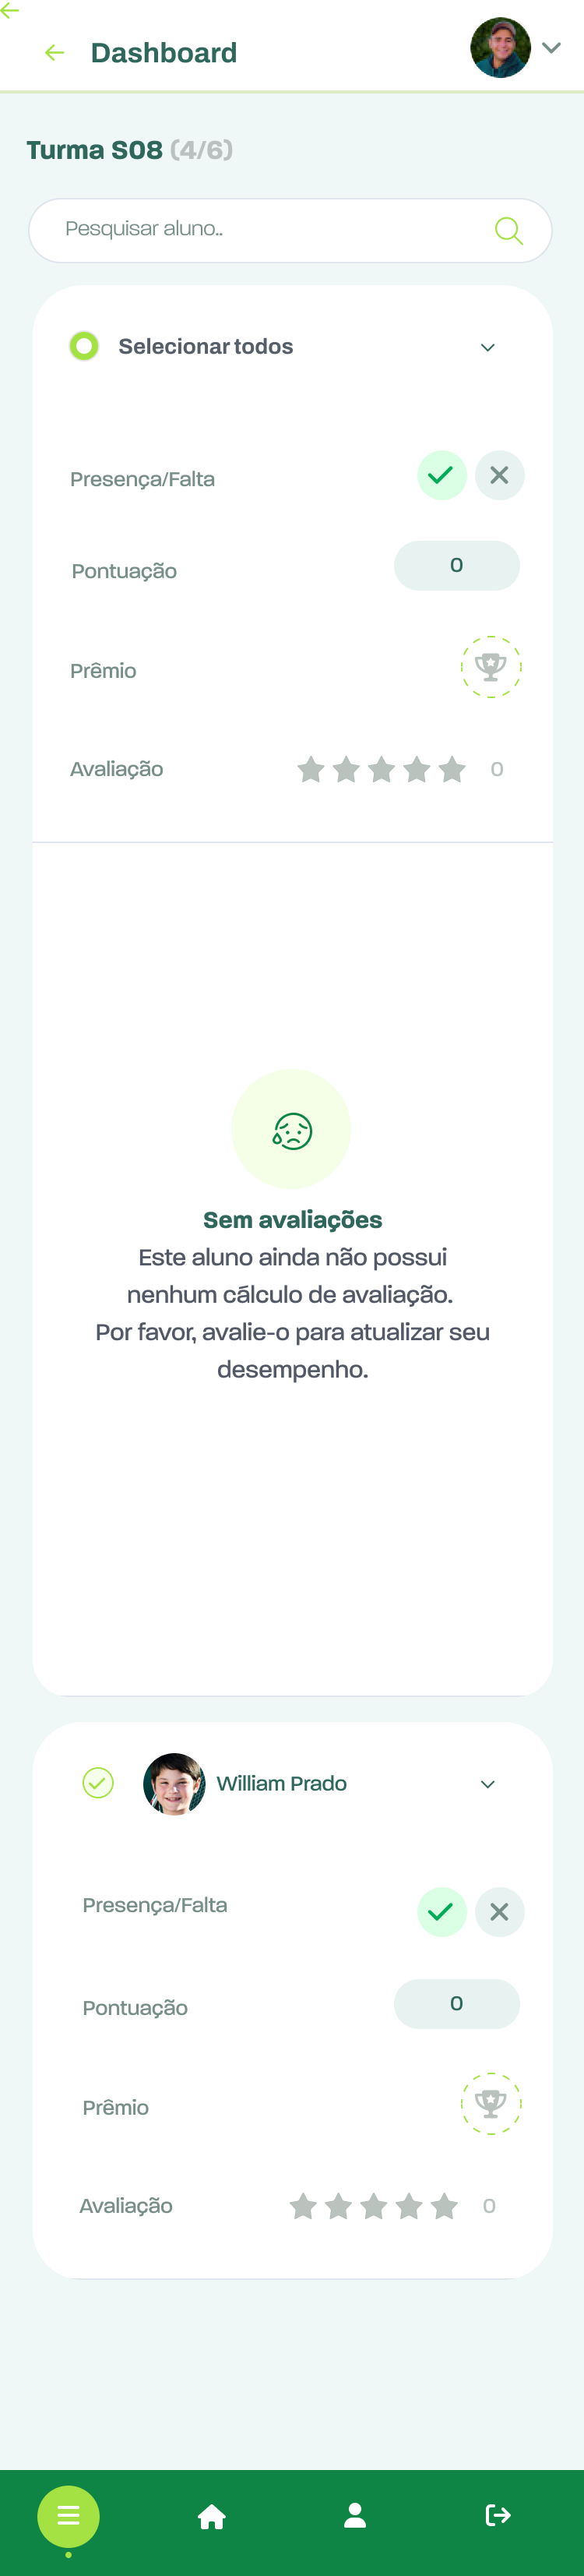 Dashboard
Turma S08 (4/6)
Pesquisar aluno..
Selecionar todos
Presença/Falta
Pontuação 0
Prêmio
Avaliação 0
Sem avaliações
Este aluno ainda não possui
nenhum cálculo de avaliação.
Por favor, avalie-o para atualizar seu
desempenho.
William Prado
Presença/Falta
Pontuação 0
Prêmio
Avaliação 0